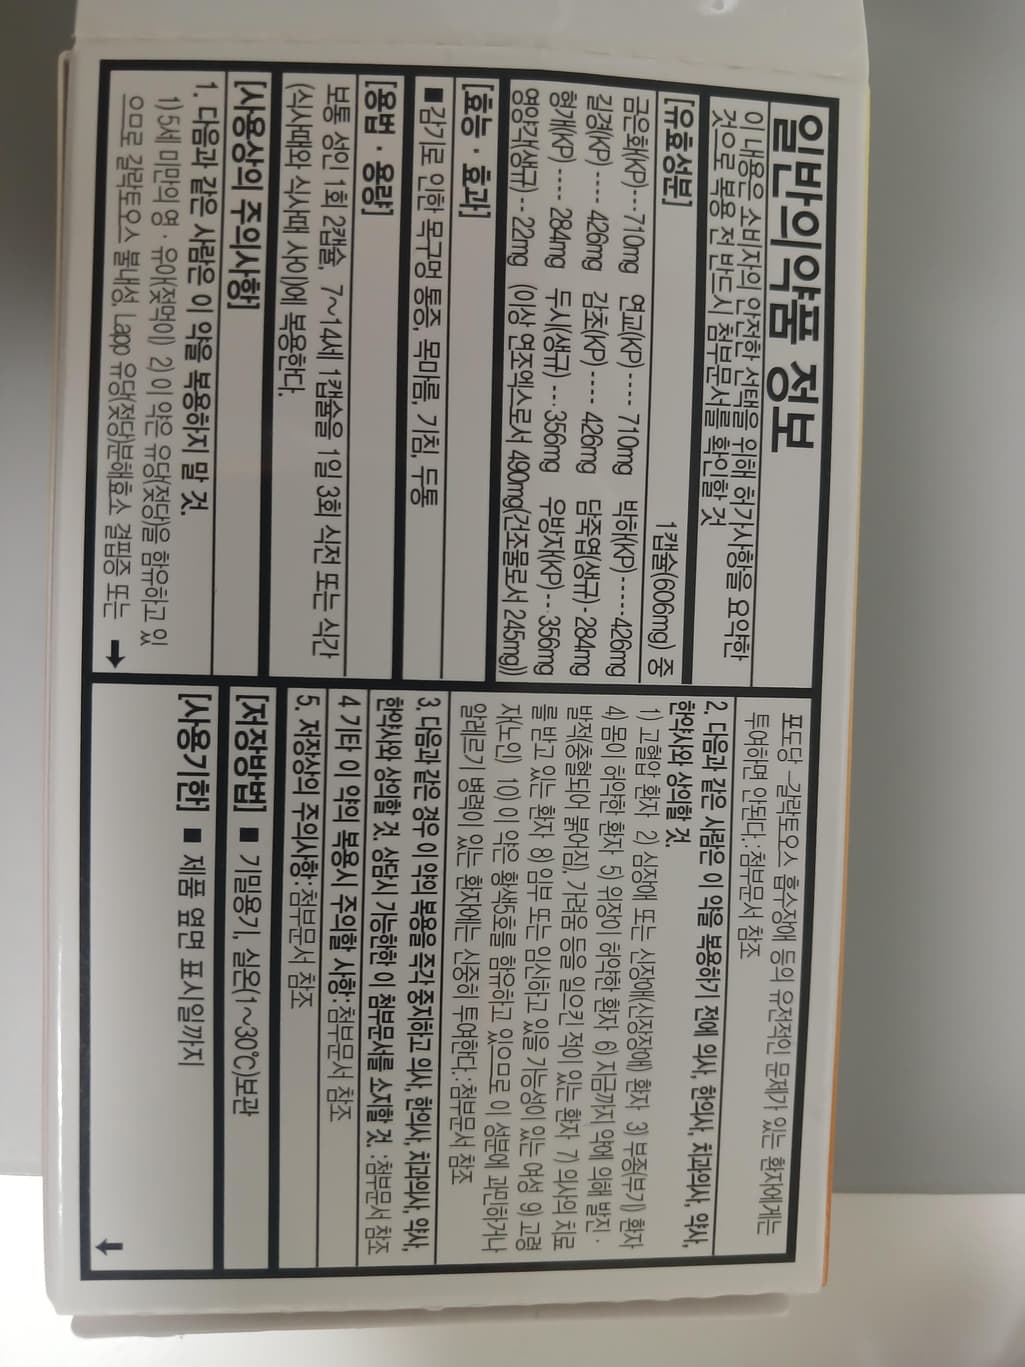 일반의약품 정보
이 내용은 소비자의 안전한 선택을 위해 허가사항을 요약한
것으로 복용 전 반드시 첨부문서를 확인할 것
[유효성분] 1캡슐(606mg) 중
금은화(KP)---710mg 연교(KP)---- 710mg 박하(KP)-----426mg
길경(KP)---- 426mg 감초(KP)---- 426mg 담죽엽(생규)-284mg
형개(KP)---- 284mg 두시(생규)---356mg 우방자(KP)---356mg
영양각(생규)-- 22mg (이상 연조엑스로서 490mg(건조물로서 245mg))
[효능 · 효과]
■ 감기로 인한 목구멍 통증, 목마름, 기침, 두통
[용법 · 용량]
보통 성인 1회 2캡슐, 7~14세 1캡슐을 1일 3회 식전 또는 식간
(식사때와 식사때 사이)에 복용한다.
[사용상의 주의사항]
1. 다음과 같은 사람은 이 약을 복용하지 말 것.
1) 5세 미만의 영 · 유아(젖먹이) 2) 이 약은 유당(젖당)을 함유하고 있
으므로 갈락토오스 불내성, Lapp 유당(젖당)분해효소 결핍증 또는 ➡
포도당 –갈락토오스 흡수장애 등의 유전적인 문제가 있는 환자에게는
투여하면 안된다.:첨부문서 참조
2. 다음과 같은 사람은 이 약을 복용하기 전에 의사, 한의사, 치과의사, 약사,
한약사와 상의할 것.
1) 고혈압 환자 2) 심장애 또는 신장애(신장장애) 환자 3) 부종(부기) 환자
4) 몸이 허약한 환자 5) 위장이 허약한 환자 6) 지금까지 약에 의해 발진 ·
발적(충혈되어 붉어짐), 가려움 등을 일으킨 적이 있는 환자 7) 의사의 치료
를 받고 있는 환자 8) 임부 또는 임신하고 있을 가능성이 있는 여성 9) 고령
자(노인) 10) 이 약은 황색5호를 함유하고 있으므로 이 성분에 과민하거나
알레르기 병력이 있는 환자에는 신중히 투여한다.:첨부문서 참조
3. 다음과 같은 경우 이 약의 복용을 즉각 중지하고 의사, 한의사, 치과의사, 약사,
한약사와 상의할 것. 상담시 가능한한 이 첨부문서를 소지할 것. :첨부문서 참조
4 기타 이 약의 복용시 주의할 사항:첨부문서 참조
5. 저장상의 주의사항:첨부문서 참조
[저장방법] ■ 기밀용기, 실온(1~30℃)보관
[사용기한] ■ 제품 옆면 표시일까지